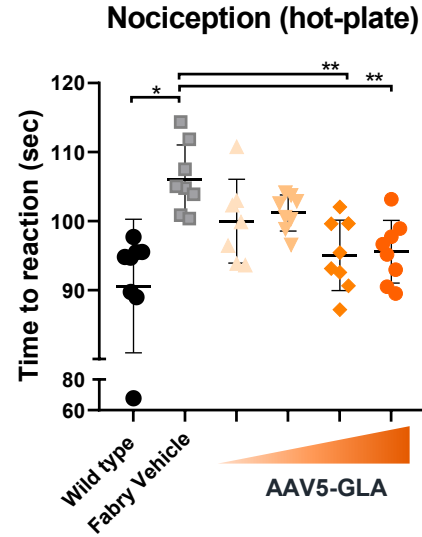 Nociception (hot-plate)
**
**
*
Time to reaction (sec)
120
110
100
90
80
60
Wild type
Fabry Vehicle
AAV5-GLA